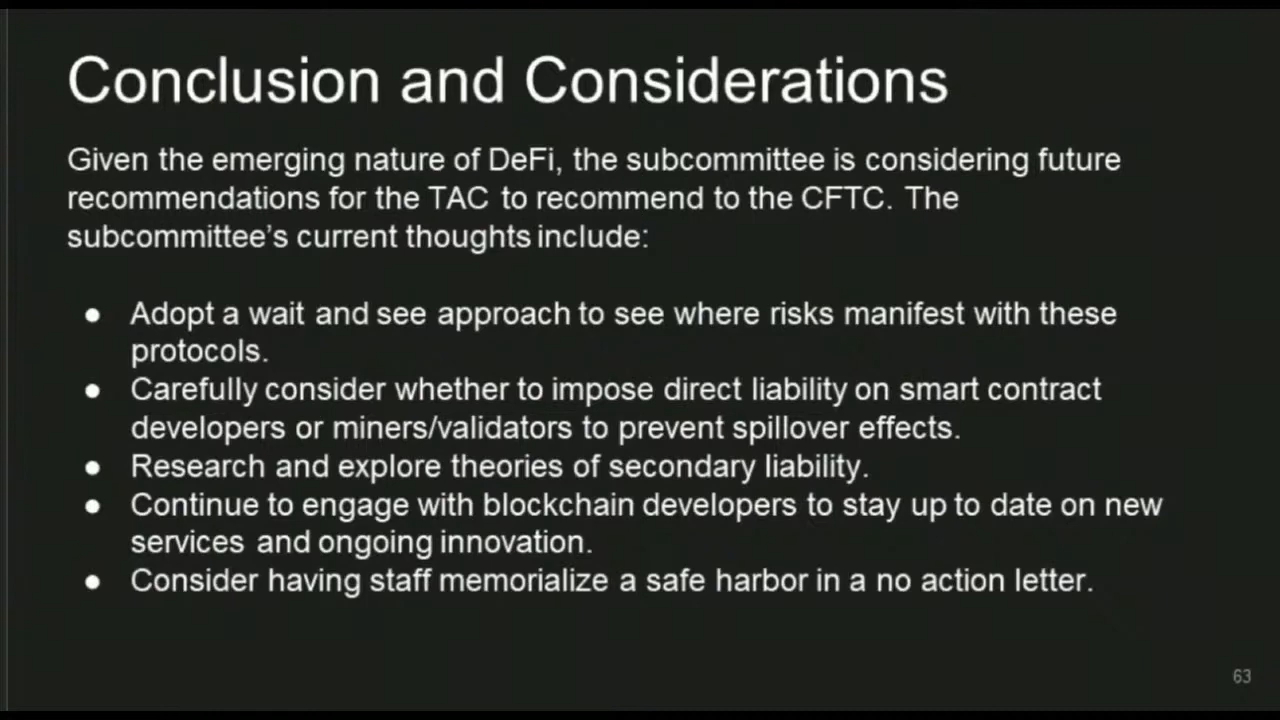 Conclusion and Considerations
Given the emerging nature of DeFi, the subcommittee is considering future
recommendations for the TAC to recommend to the CFTC. The
subcommittee's current thoughts include:
● Adopt a wait and see approach to see where risks manifest with these
protocols.
● Carefully consider whether to impose direct liability on smart contract
developers or miners/validators to prevent spillover effects.
● Research and explore theories of secondary liability.
● Continue to engage with blockchain developers to stay up to date on new
services and ongoing innovation.
● Consider having staff memorialize a safe harbor in a no action letter.
63